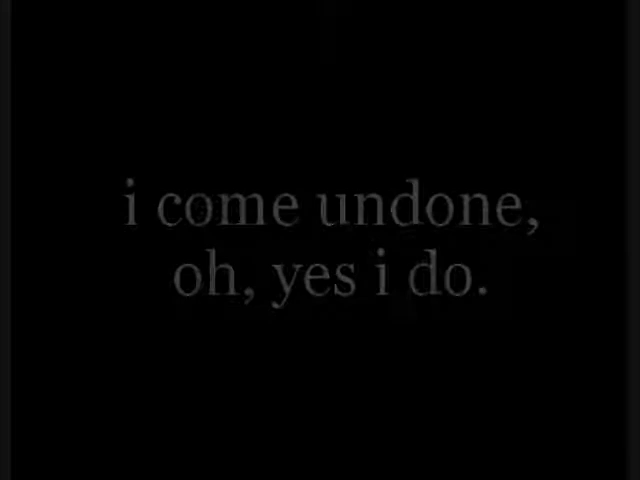 i come undone,
oh, yes i do.